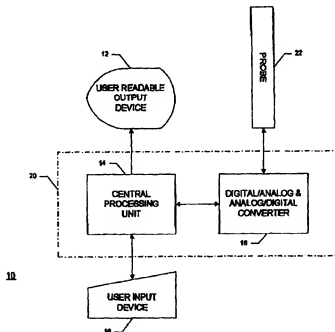 12
22
PROBE
USER READABLE
OUTPUT
DEVICE
14
20
CENTRAL
PROCESSING
UNIT
DIGITAL/ANALOG &
ANALOG/DIGITAL
CONVERTER
18
10
USER INPUT
DEVICE